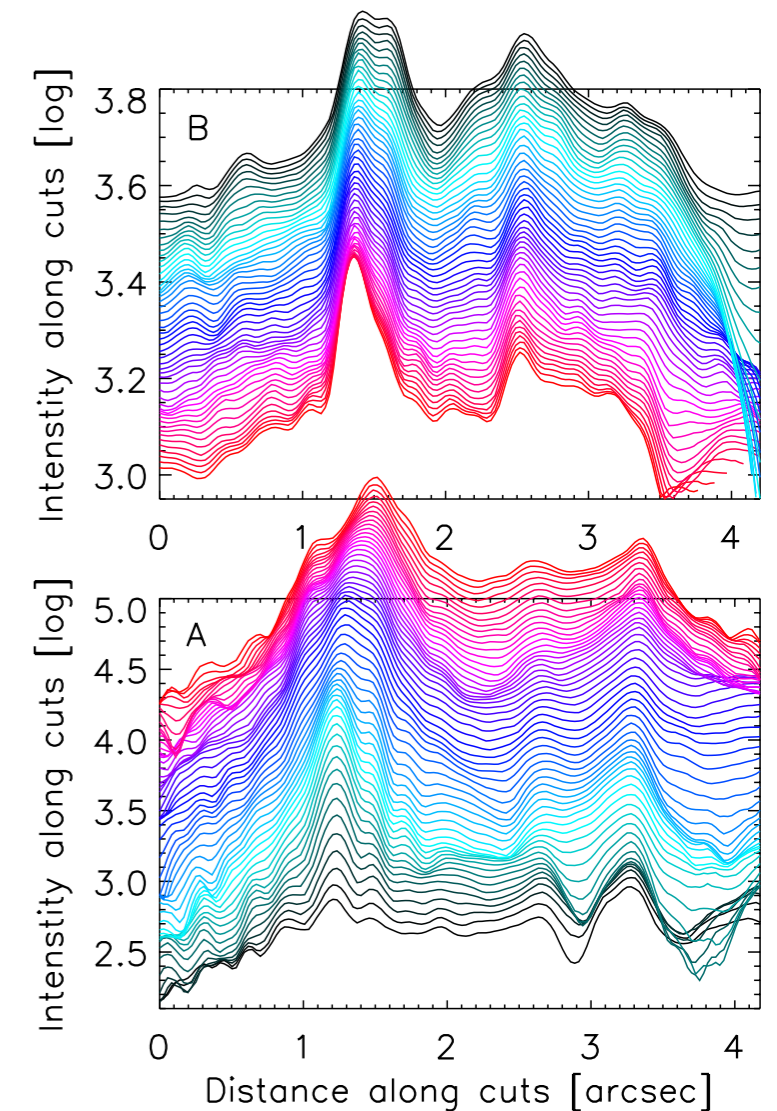 Intenstity along cuts [log]
3.8
3.6
3.4
3.2
3.0
B
0 1 2 3 4
Intenstity along cuts [log]
5.0
4.5
4.0
3.5
3.0
2.5
A
0 1 2 3 4
Distance along cuts [arcsec]